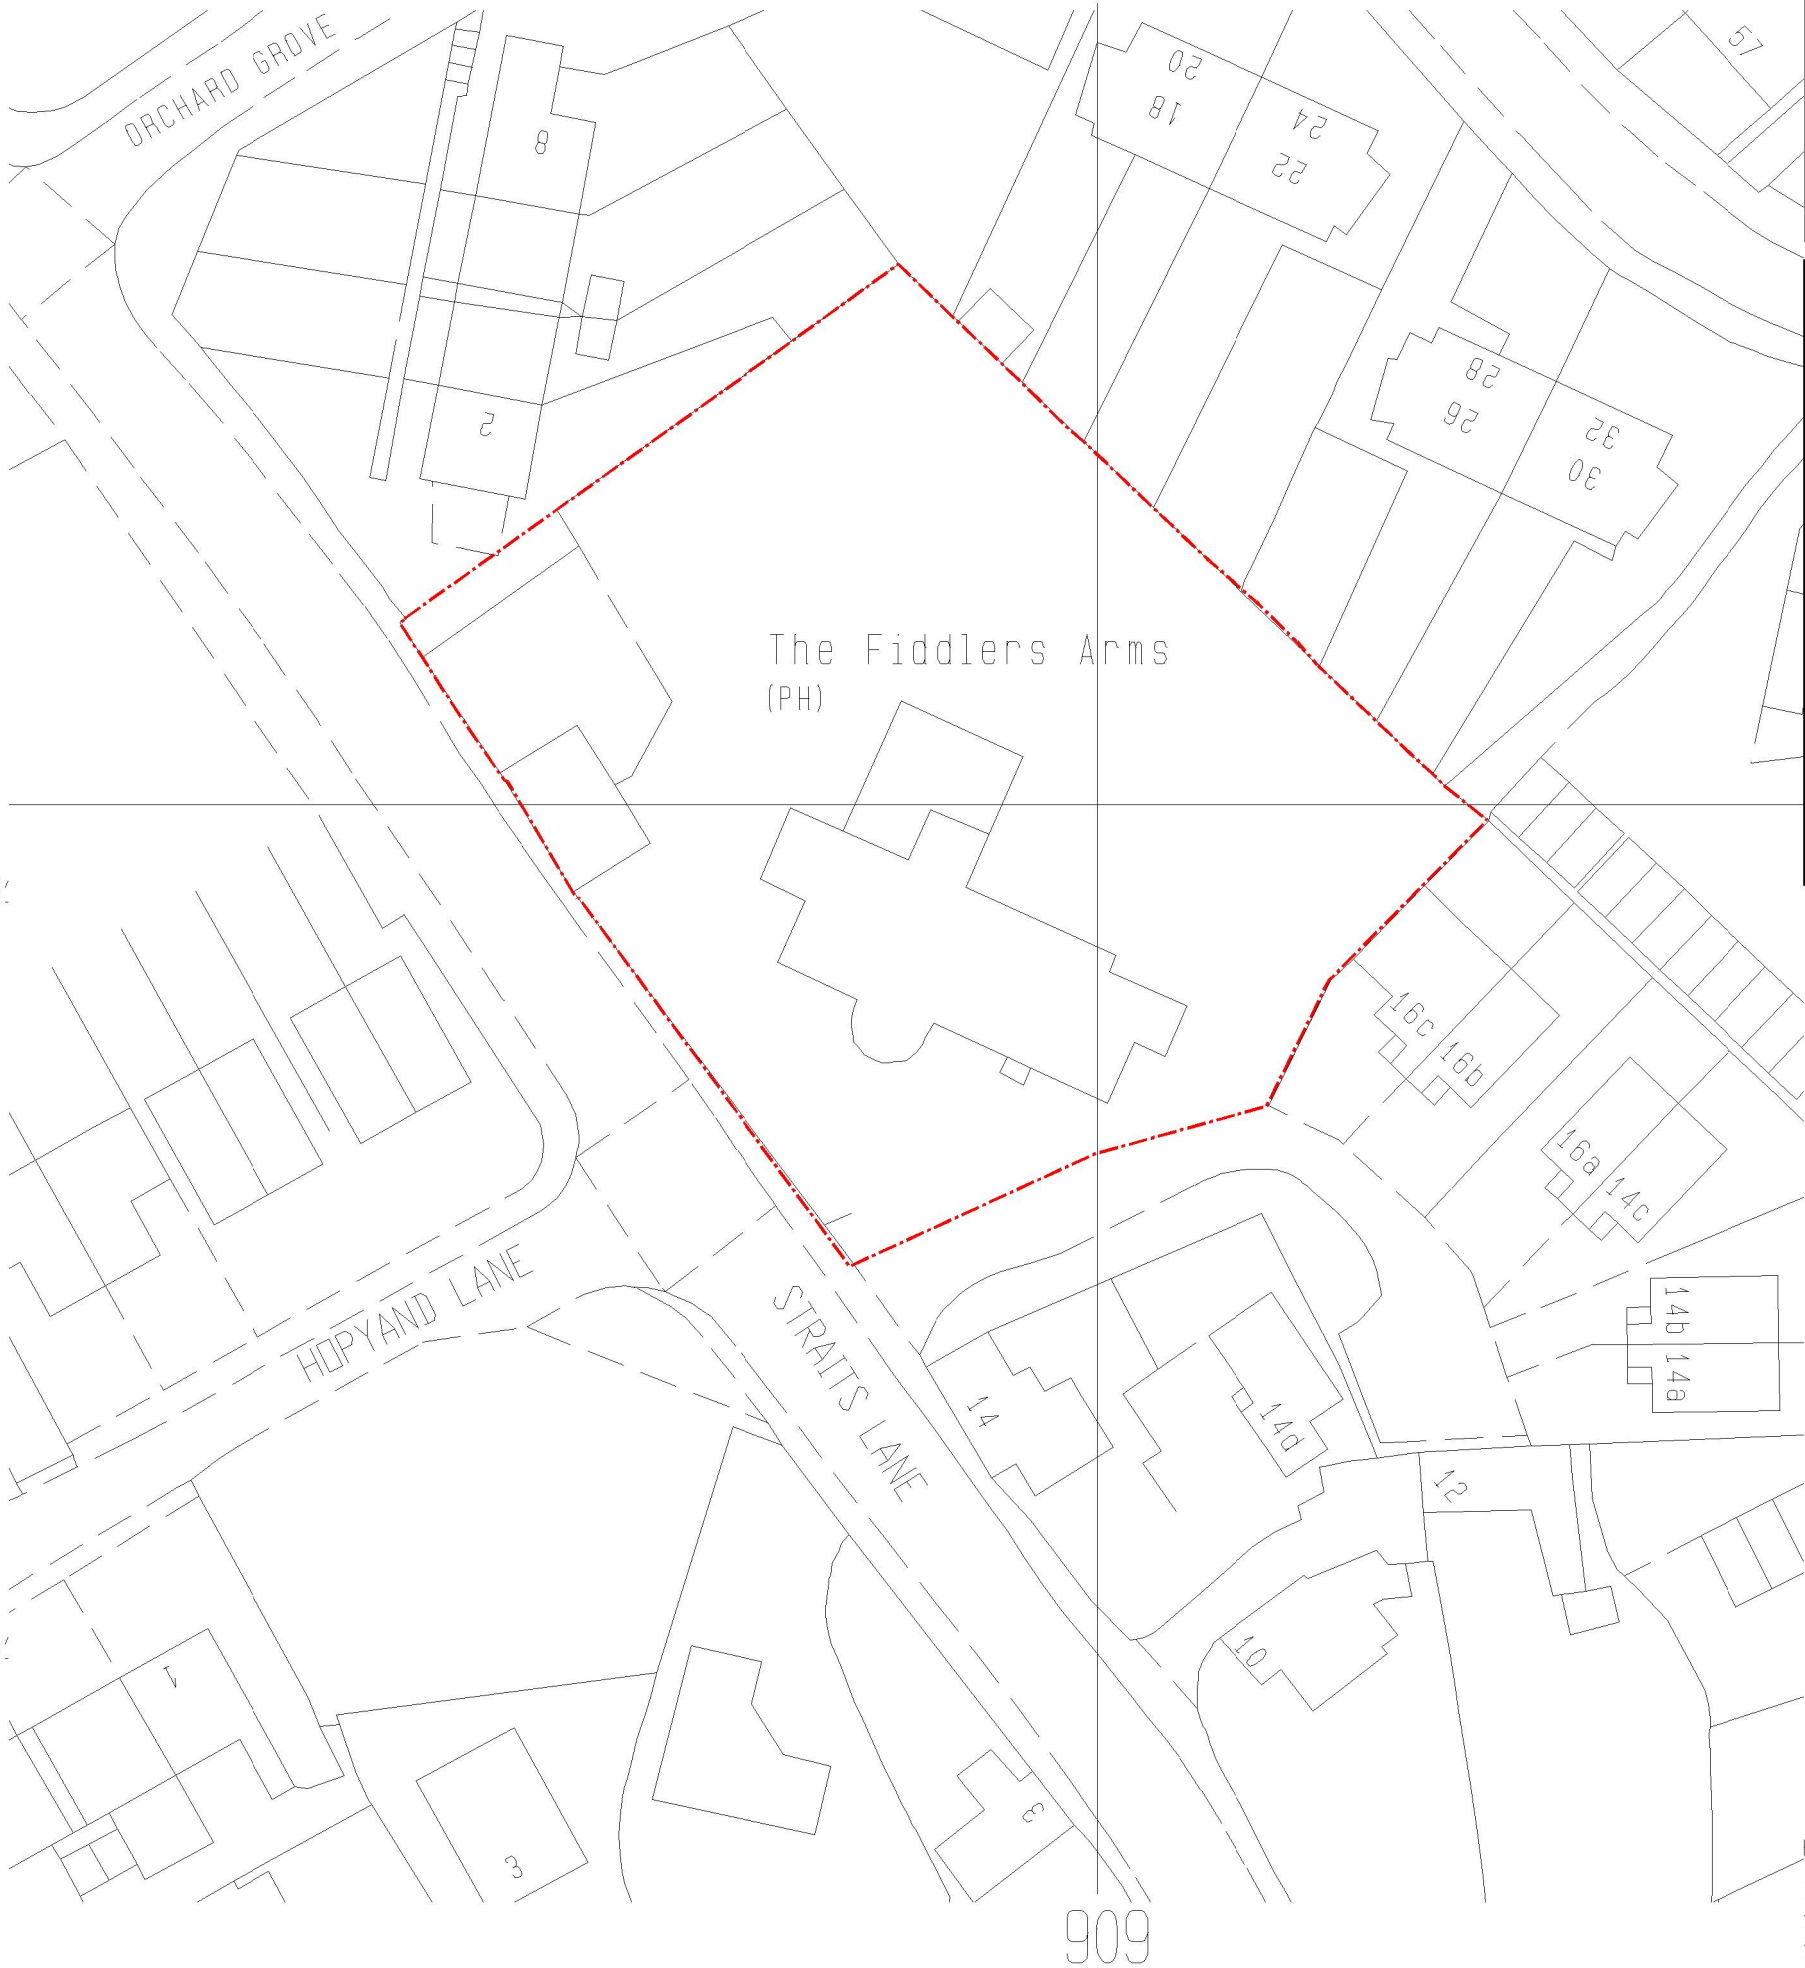 ORCHARD GROVE
57
20
18
24
22
8
28
26
32
30
2
The Fiddlers Arms
(PH)
16c
16b
16a
14c
HOPYAND LANE
STRAITS LANE
14b
14a
14
14d
12
10
1
3
3
909